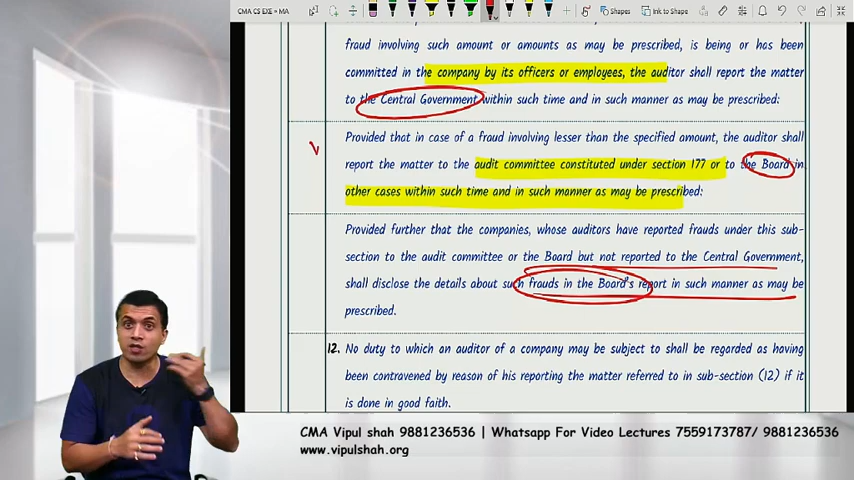 CMA CS EXE » MA
Shapes
Ink to Shape
fraud involving such amount or amounts as may be prescribed, is being or has been
committed in the company by its officers or employees, the auditor shall report the matter
to the Central Government within such time and in such manner as may be prescribed:
Provided that in case of a fraud involving lesser than the specified amount, the auditor shall
report the matter to the audit committee constituted under section 177 or to the Board in
other cases within such time and in such manner as may be prescribed:
Provided further that the companies, whose auditors have reported frauds under this sub-
section to the audit committee or the Board but not reported to the Central Government,
shall disclose the details about such frauds in the Board's report in such manner as may be
prescribed.
12. No duty to which an auditor of a company may be subject to shall be regarded as having
been contravened by reason of his reporting the matter referred to in sub-section (12) if it
is done in good faith.
CMA Vipul shah 9881236536 | Whatsapp For Video Lectures 7559173787/ 9881236536
www.vipulshah.org